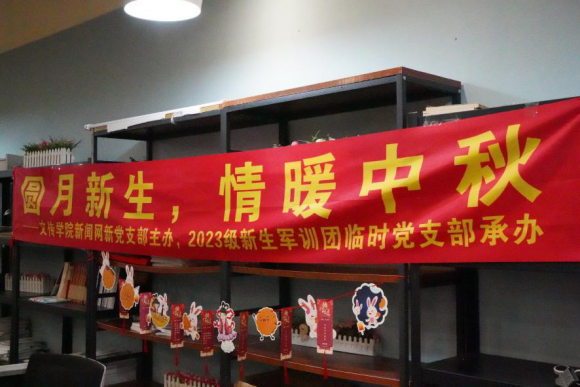 圆月新生，情暖中秋
——文传学院新闻网新党支部主办、2023级新生军训团临时党支部承办